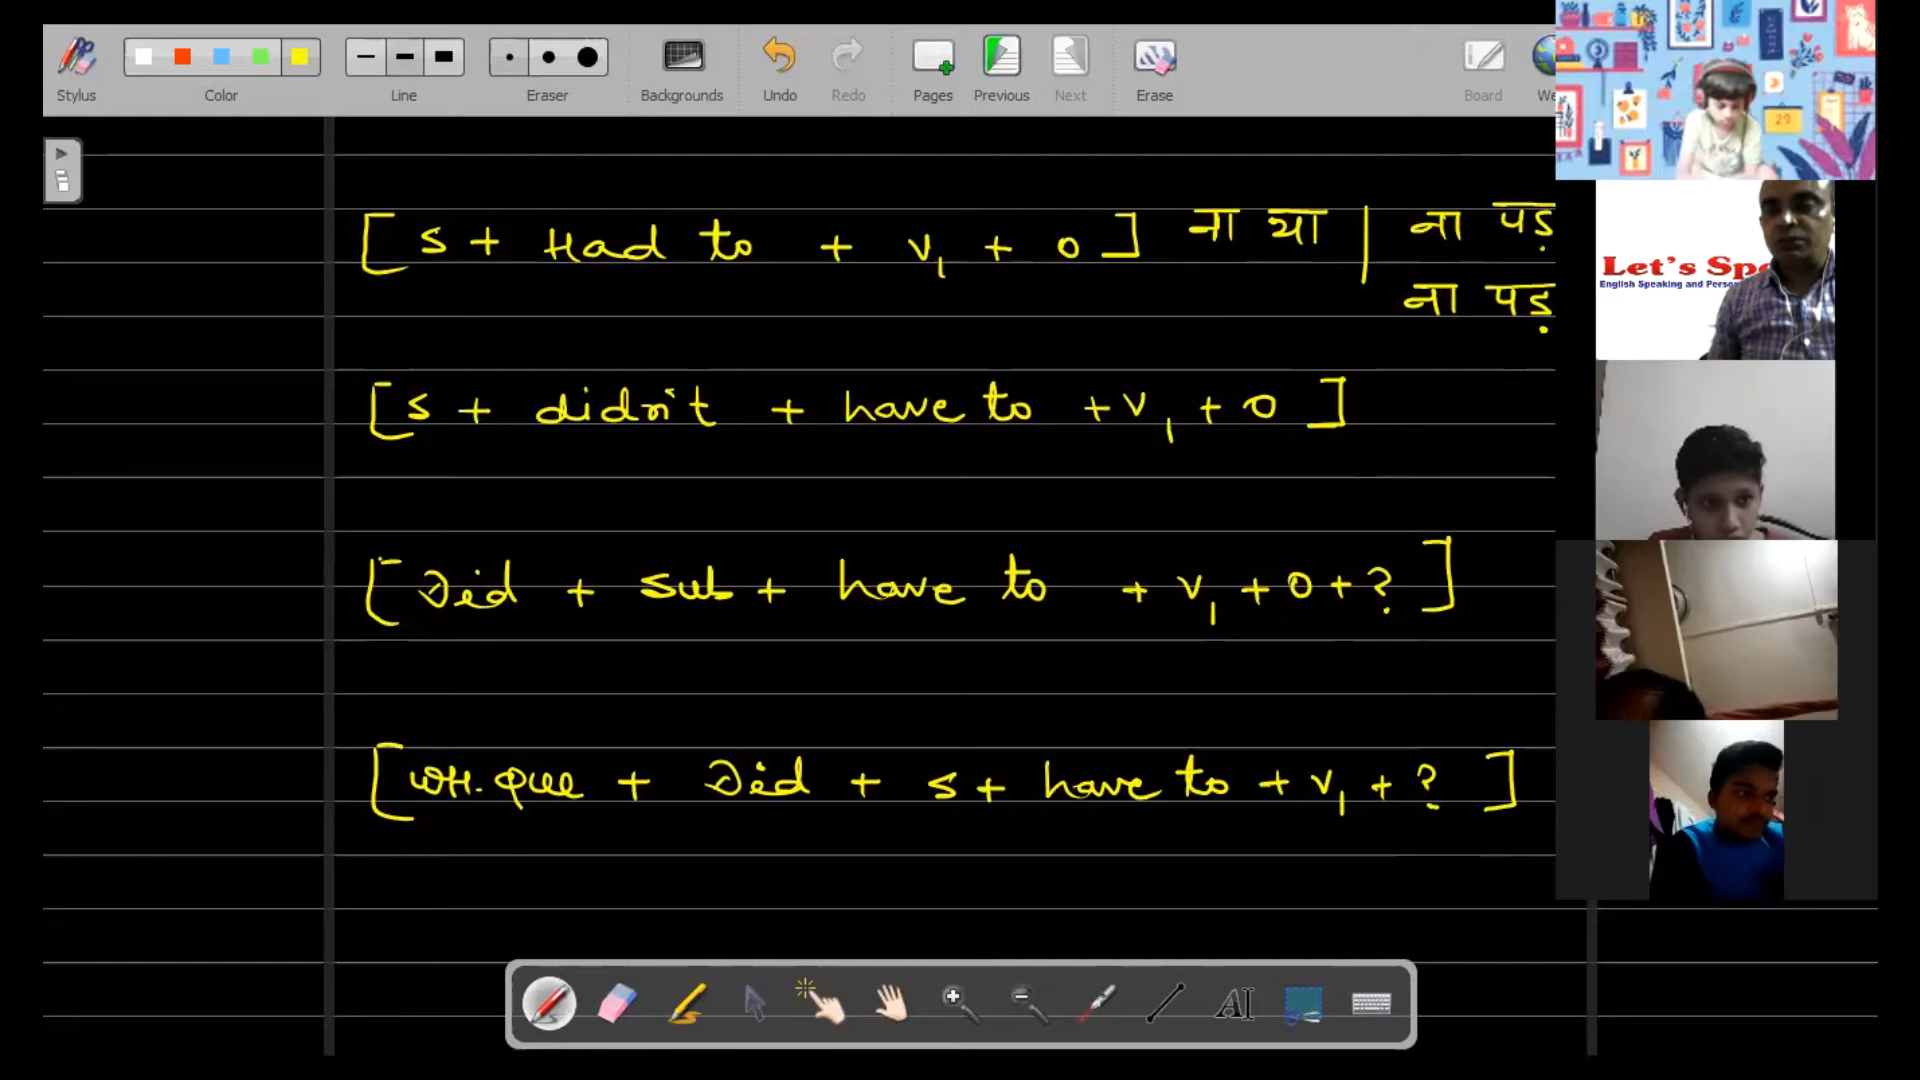 Stylus Color Line Eraser Backgrounds Undo Redo Pages Previous Next Erase Board
[ S + Had to + V1 + O ] ना था | ना पड़
ना पड़
[ S + didn't + have to + V1 + O ]
[ Did + sub + have to + V1 + O + ? ]
[ WH. Que + Did + S + have to + V1 + ? ]
Let's Sp
English Speaking and Perso
29